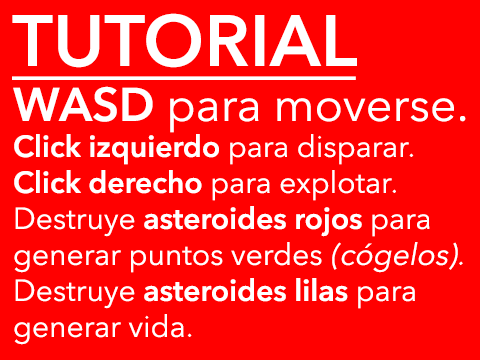 TUTORIAL
WASD para moverse.
Click izquierdo para disparar.
Click derecho para explotar.
Destruye asteroides rojos para
generar puntos verdes (cógelos).
Destruye asteroides lilas para
generar vida.